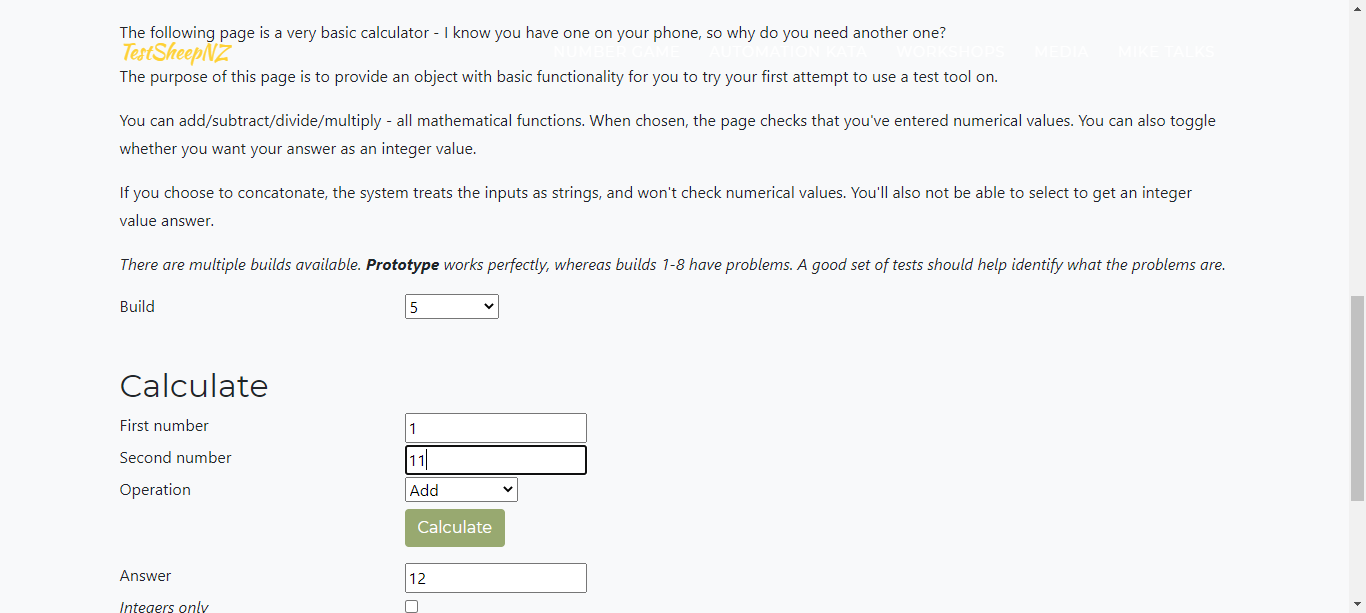 The following page is a very basic calculator - I know you have one on your phone, so why do you need another one?
TestSheepNZ NUMBER GAME AUTOMATION DATA WORKSHOPS MEDIA MIKE TALKS
The purpose of this page is to provide an object with basic functionality for you to try your first attempt to use a test tool on.
You can add/subtract/divide/multiply - all mathematical functions. When chosen, the page checks that you've entered numerical values. You can also toggle
whether you want your answer as an integer value.
If you choose to concatonate, the system treats the inputs as strings, and won't check numerical values. You'll also not be able to select to get an integer
value answer.
There are multiple builds available. Prototype works perfectly, whereas builds 1-8 have problems. A good set of tests should help identify what the problems are.
Build 5
Calculate
First number 1
Second number 11
Operation Add
Calculate
Answer 12
Integers only